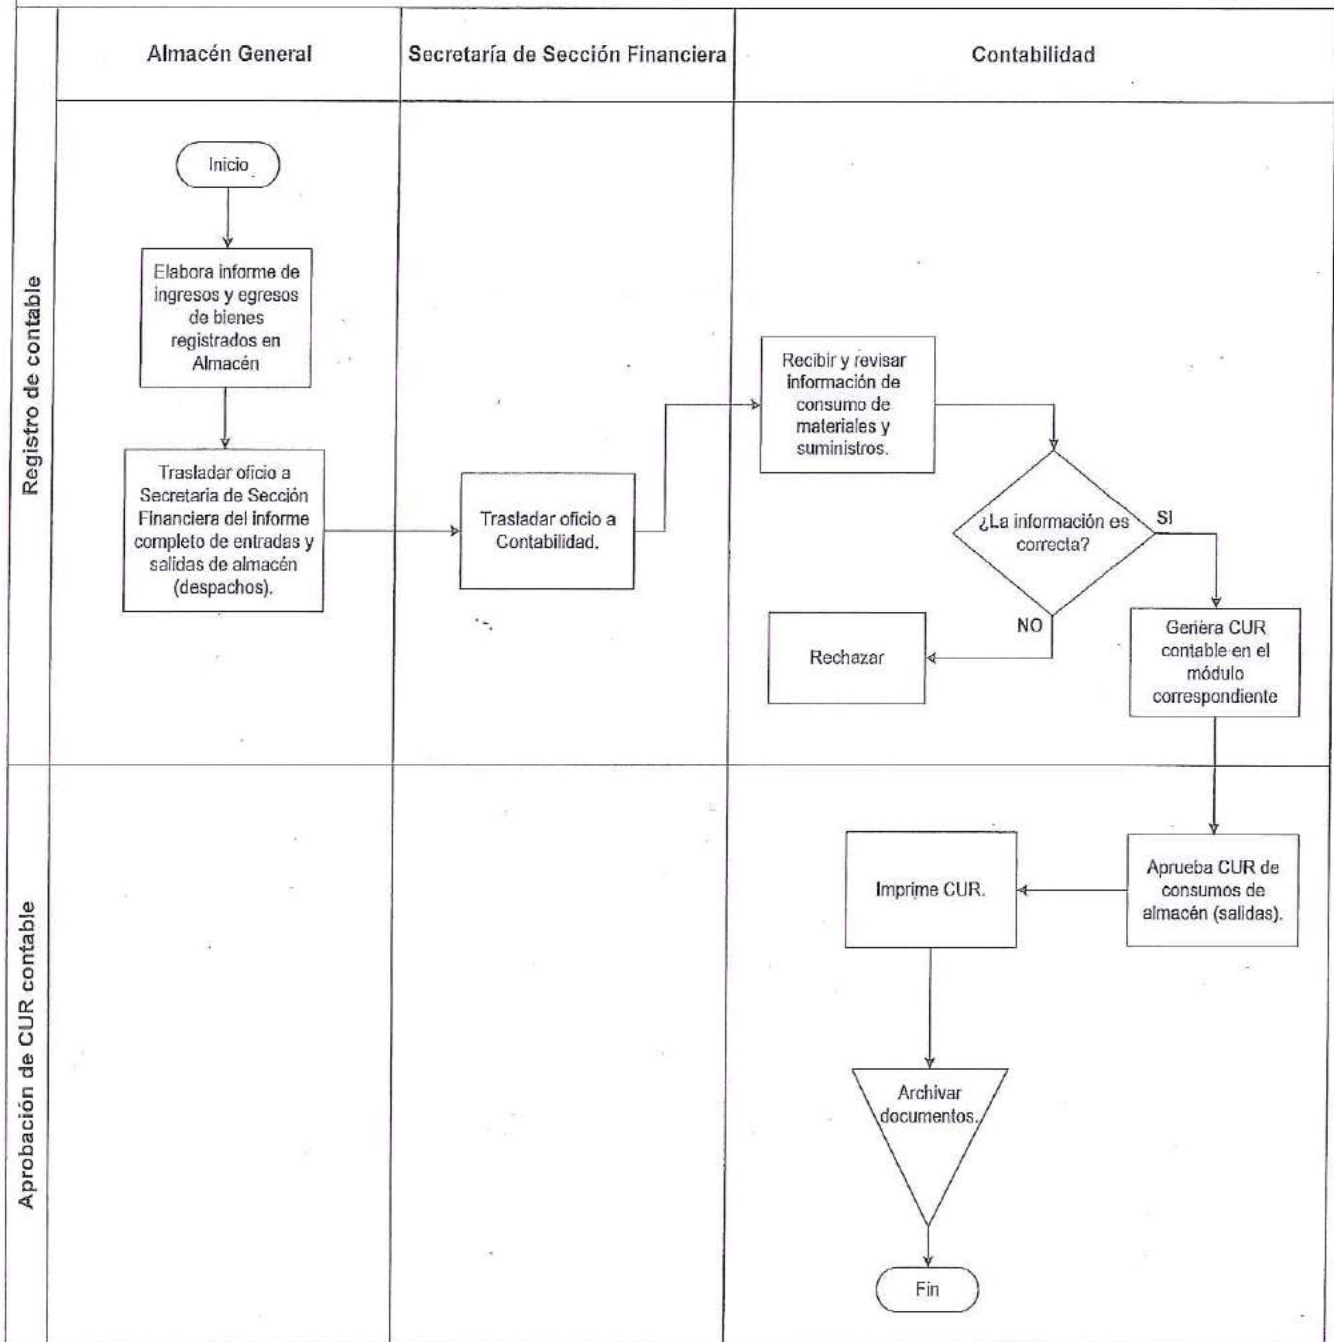 Almacén General
Secretaría de Sección Financiera
Contabilidad
Registro de contable
Inicio
Elabora informe de
ingresos y egresos
de bienes
registrados en
Almacén
Trasladar oficio a
Secretaria de Sección
Financiera del informe
completo de entradas y
salidas de almacén
(despachos).
Trasladar oficio a
Contabilidad.
Recibir y revisar
información de
consumo de
materiales y
suministros.
¿La información es
correcta?
SI
NO
Rechazar
Genera CUR
contable en el
módulo
correspondiente
Aprobación de CUR contable
Aprueba CUR de
consumos de
almacén (salidas).
Imprime CUR.
Archivar
documentos.
Fin